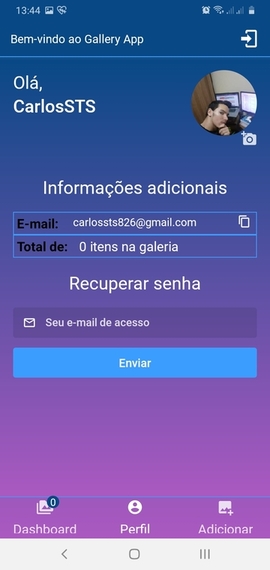 13:44
Bem-vindo ao Gallery App
Olá,
CarlosSTS
Informações adicionais
E-mail: carlossts826@gmail.com
Total de: 0 itens na galeria
Recuperar senha
Seu e-mail de acesso
Enviar
0
Dashboard Perfil Adicionar